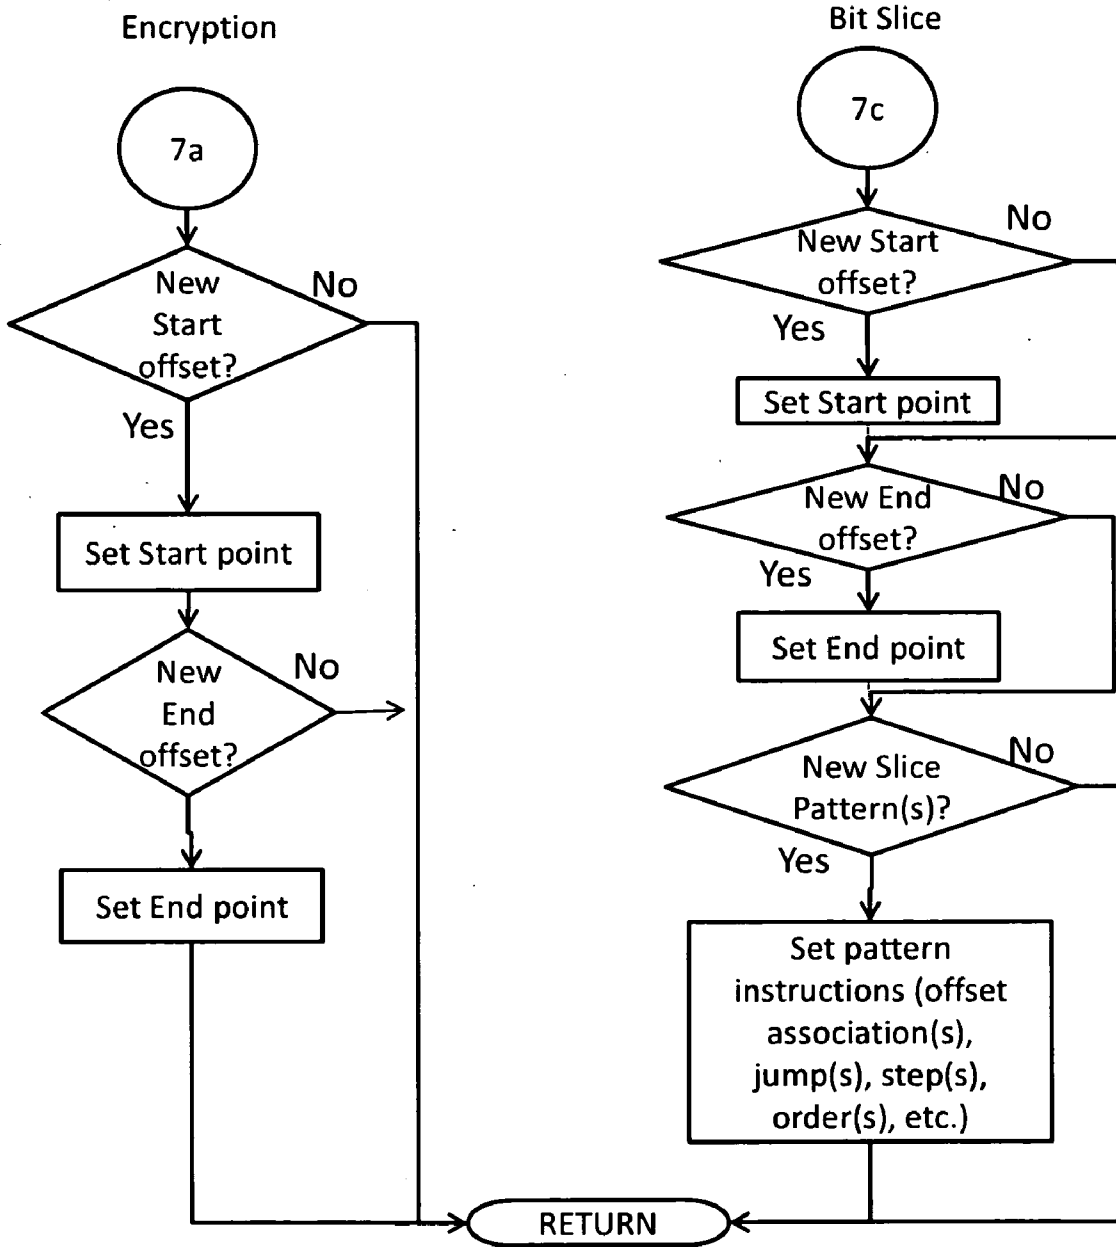 Encryption
7a
New
Start
offset?
No
Yes
Set Start point
New
End
offset?
No
Set End point
Bit Slice
7c
New Start
offset?
No
Yes
Set Start point
New End
offset?
No
Yes
Set End point
New Slice
Pattern(s)?
No
Yes
Set pattern
instructions (offset
association(s),
jump(s), step(s),
order(s), etc.)
RETURN